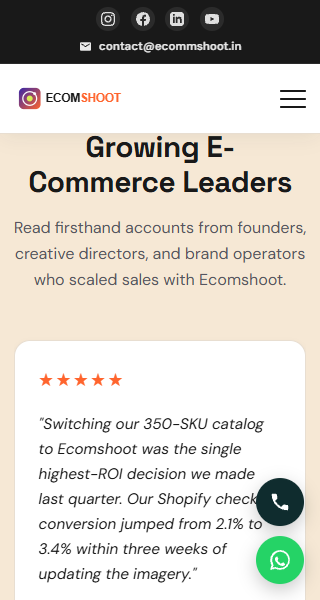 contact@ecommshoot.in
ECOMSHOOT
Growing E-
Commerce Leaders
Read firsthand accounts from founders,
creative directors, and brand operators
who scaled sales with Ecomshoot.
★★★★★
"Switching our 350-SKU catalog
to Ecomshoot was the single
highest-ROI decision we made
last quarter. Our Shopify check
conversion jumped from 2.1% to
3.4% within three weeks of
updating the imagery."